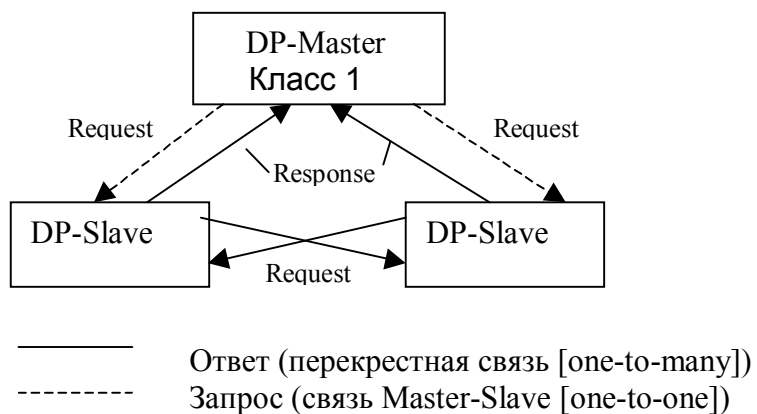 DP-Master
Класс 1
Request
Request
Response
DP-Slave
DP-Slave
Request
Ответ (перекрестная связь [one-to-many])
Запрос (связь Master-Slave [one-to-one])